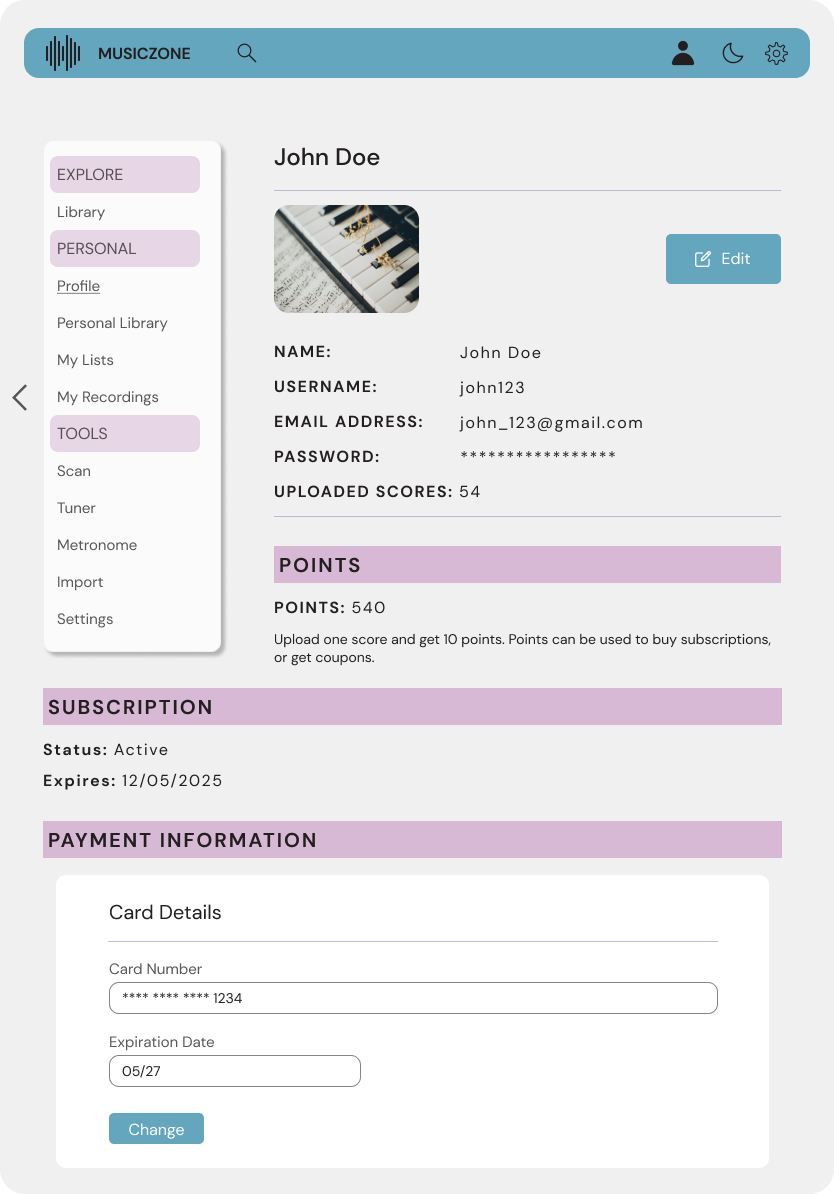 MUSICZONE
EXPLORE
Library
PERSONAL
Profile
Personal Library
My Lists
My Recordings
TOOLS
Scan
Tuner
Metronome
Import
Settings
John Doe
Edit
NAME: John Doe
USERNAME: john123
EMAIL ADDRESS: john_123@gmail.com
PASSWORD: *****************
UPLOADED SCORES: 54
POINTS
POINTS: 540
Upload one score and get 10 points. Points can be used to buy subscriptions,
or get coupons.
SUBSCRIPTION
Status: Active
Expires: 12/05/2025
PAYMENT INFORMATION
Card Details
Card Number
**** **** **** 1234
Expiration Date
05/27
Change